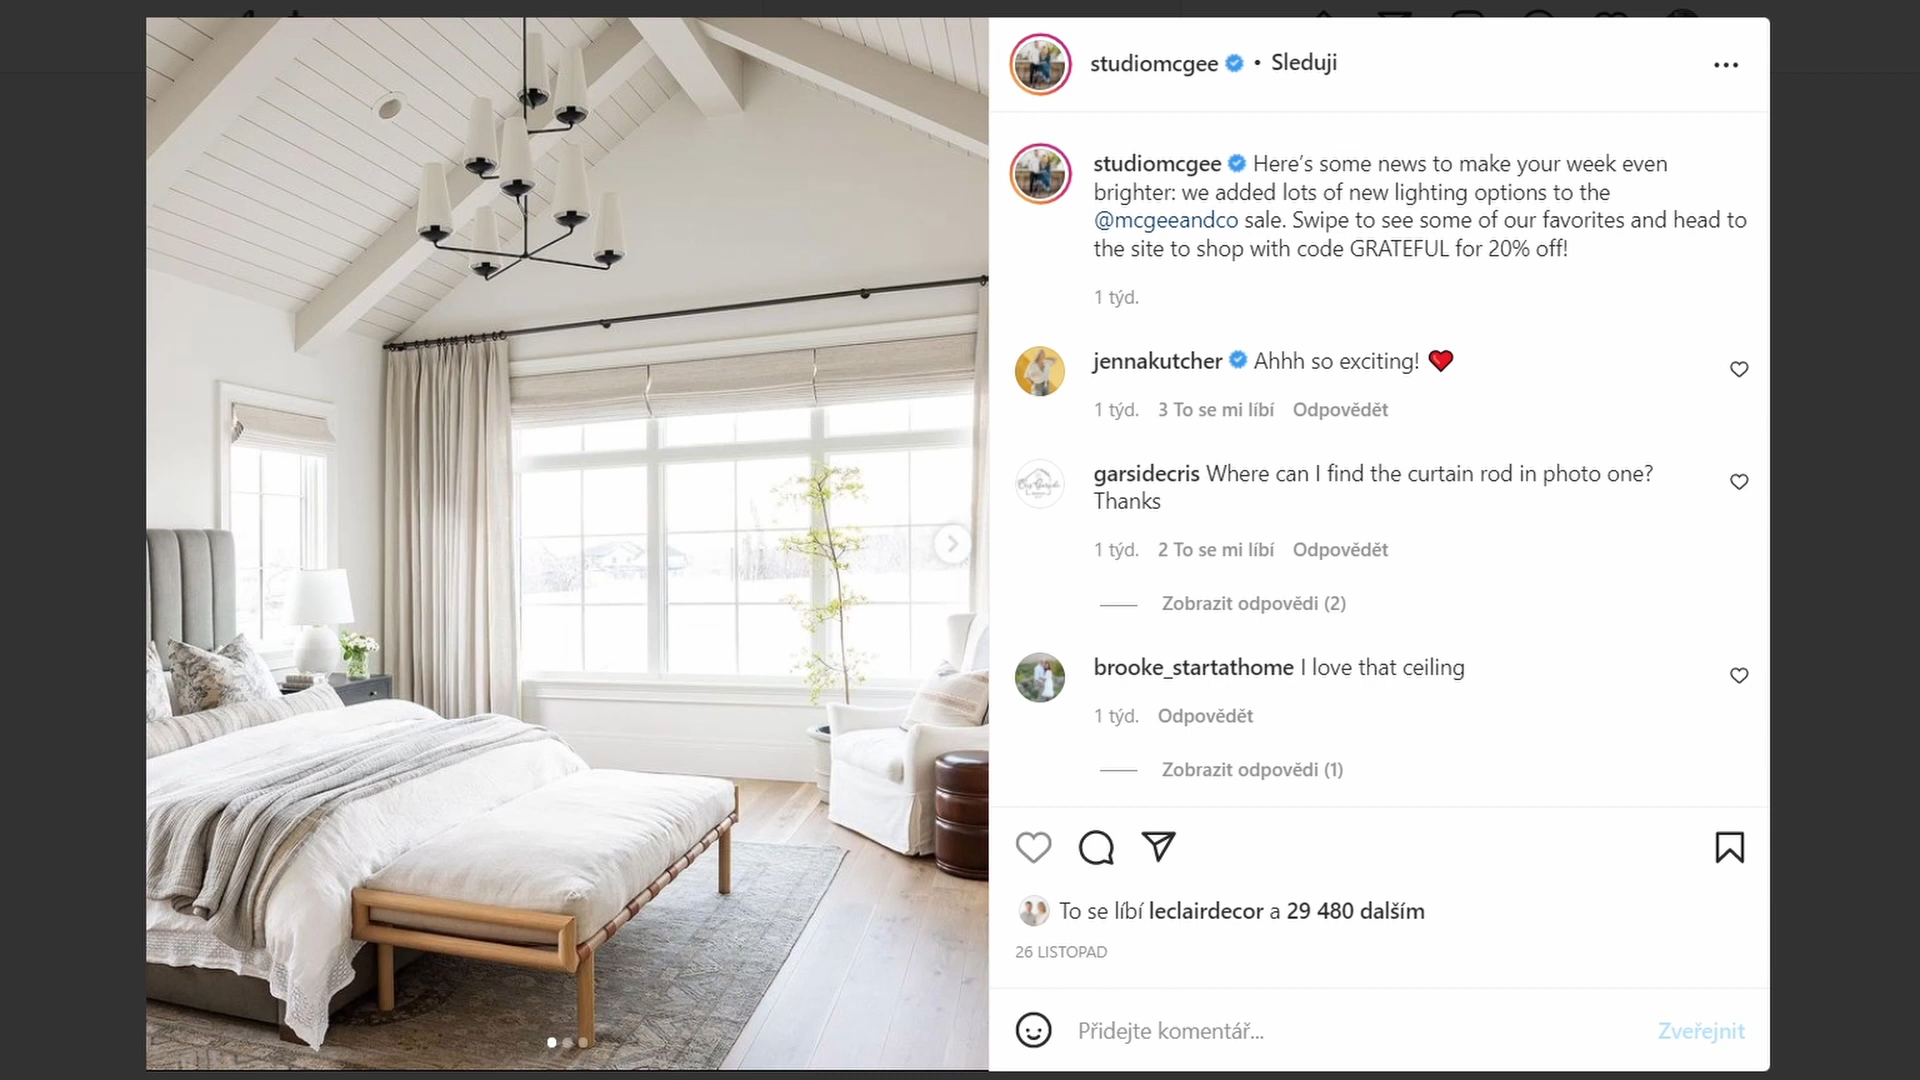 studiomcgee • Sleduji
studiomcgee Here’s some news to make your week even
brighter: we added lots of new lighting options to the
@mcgeeandco sale. Swipe to see some of our favorites and head to
the site to shop with code GRATEFUL for 20% off!
1 týd.
jennakutcher Ahhh so exciting! ❤️
1 týd. 3 To se mi líbí Odpovědět
garsidecris Where can I find the curtain rod in photo one?
Thanks
1 týd. 2 To se mi líbí Odpovědět
Zobrazit odpovědi (2)
brooke_startathome I love that ceiling
1 týd. Odpovědět
Zobrazit odpovědi (1)
To se líbí leclairdecor a 29 480 dalším
26 LISTOPAD
Přidejte komentář...
Zveřejnit